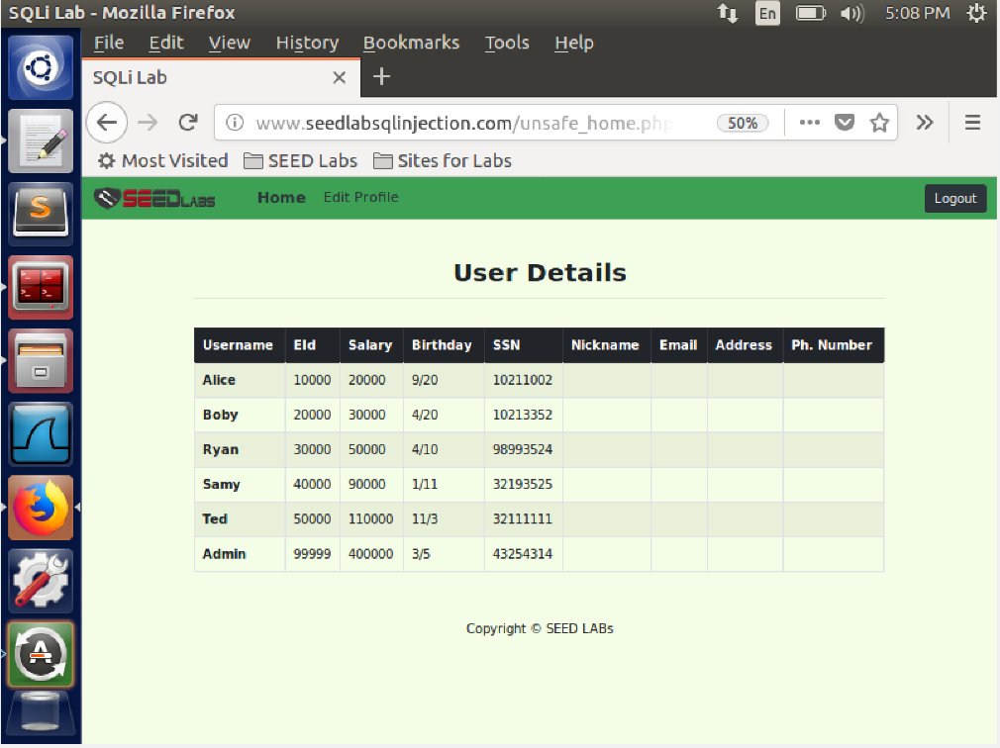 SQLi Lab - Mozilla Firefox En 5:08 PM
File Edit View History Bookmarks Tools Help
SQLi Lab
www.seedlabsqlinjection.com/unsafe_home.php 50%
Most Visited SEED Labs Sites for Labs
SEEDLABS Home Edit Profile Logout
User Details
Username EId Salary Birthday SSN Nickname Email Address Ph. Number
Alice 10000 20000 9/20 10211002
Boby 20000 30000 4/20 10213352
Ryan 30000 50000 4/10 98993524
Samy 40000 90000 1/11 32193525
Ted 50000 110000 11/3 32111111
Admin 99999 400000 3/5 43254314
Copyright © SEED LABs